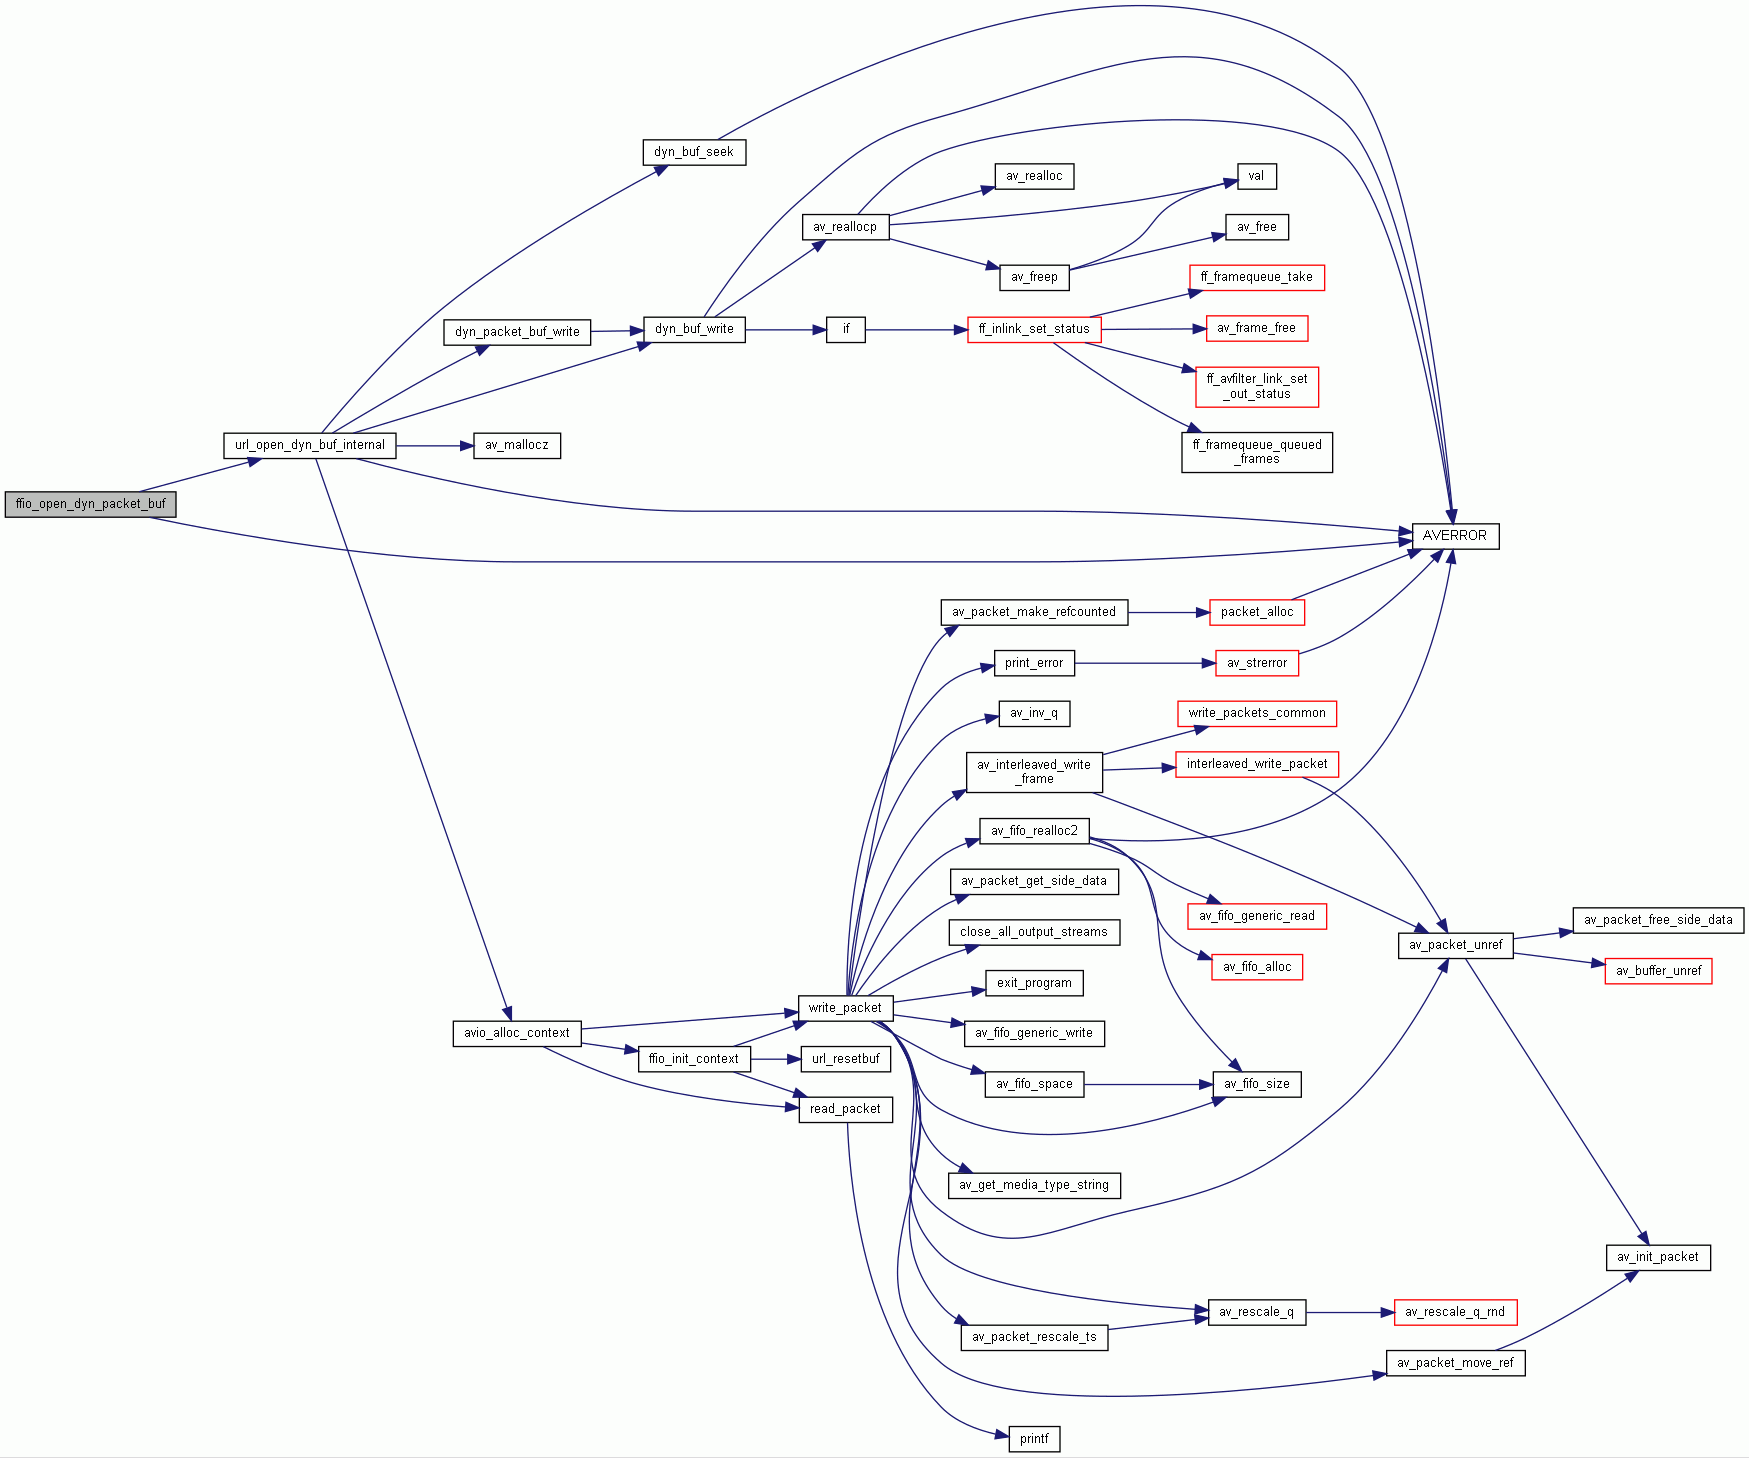 dyn_buf_seek
av_realloc
val
av_reallocp
av_free
av_freep
ff_framequeue_take
dyn_packet_buf_write
dyn_buf_write
if
ff_inlink_set_status
av_frame_free
ff_avfilter_link_set
_out_status
url_open_dyn_buf_internal
av_mallocz
ff_framequeue_queued
_frames
ffio_open_dyn_packet_buf
AVERROR
av_packet_make_refcounted
packet_alloc
print_error
av_strerror
av_inv_q
write_packets_common
av_interleaved_write
_frame
interleaved_write_packet
av_fifo_realloc2
av_packet_get_side_data
av_fifo_generic_read
av_packet_free_side_data
close_all_output_streams
av_packet_unref
av_fifo_alloc
av_buffer_unref
exit_program
write_packet
avio_alloc_context
av_fifo_generic_write
ffio_init_context
url_resetbuf
av_fifo_space
av_fifo_size
read_packet
av_get_media_type_string
av_init_packet
av_rescale_q
av_rescale_q_rnd
av_packet_rescale_ts
av_packet_move_ref
printf